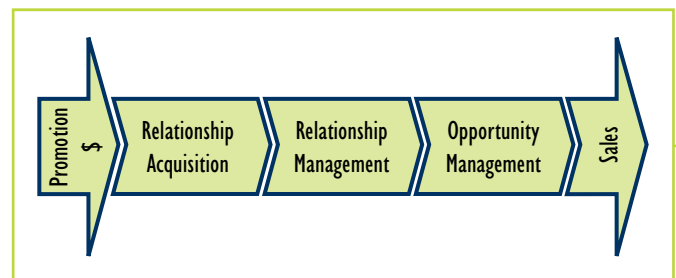 Promotion
$
Relationship
Acquisition
Relationship
Management
Opportunity
Management
Sales